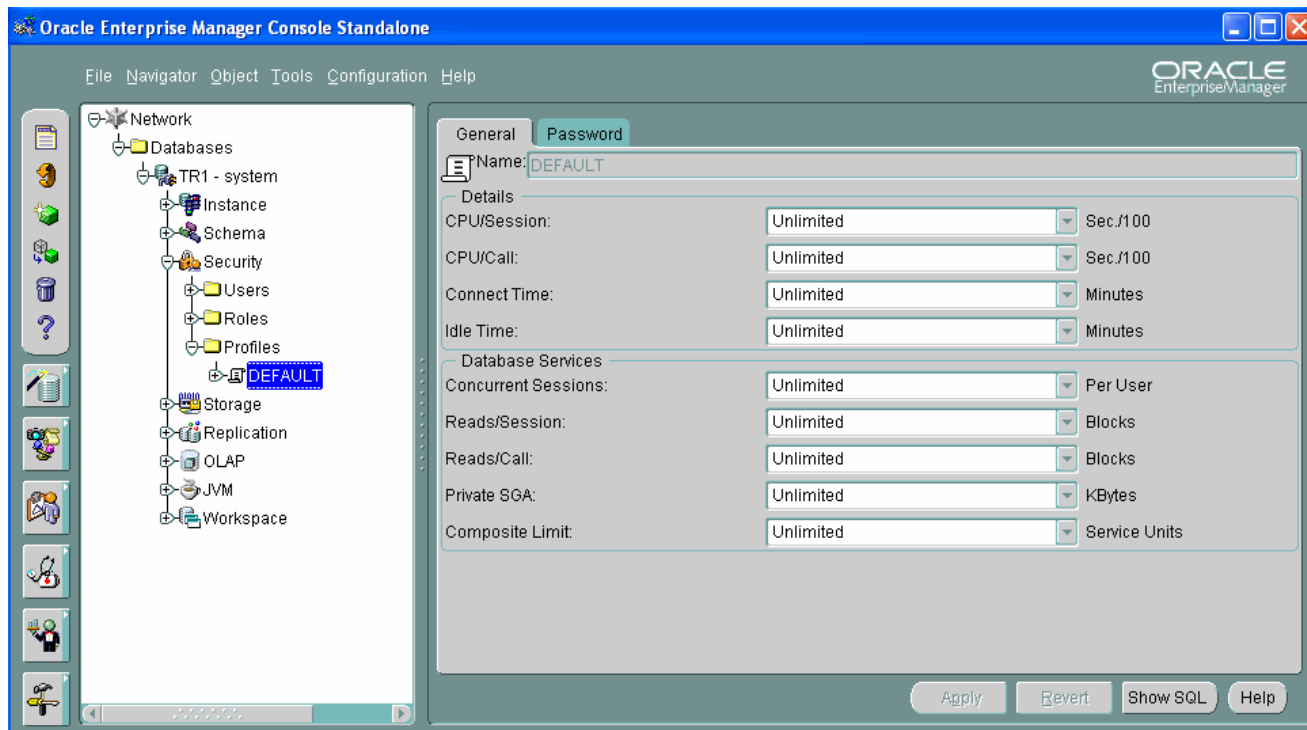 Oracle Enterprise Manager Console Standalone
File Navigator Object Tools Configuration Help
ORACLE
EnterpriseManager
Network
Databases
TR1 - system
Instance
Schema
Security
Users
Roles
Profiles
DEFAULT
Storage
Replication
OLAP
JVM
Workspace
General Password
Name: DEFAULT
Details
CPU/Session: Unlimited Sec./100
CPU/Call: Unlimited Sec./100
Connect Time: Unlimited Minutes
Idle Time: Unlimited Minutes
Database Services
Concurrent Sessions: Unlimited Per User
Reads/Session: Unlimited Blocks
Reads/Call: Unlimited Blocks
Private SGA: Unlimited KBytes
Composite Limit: Unlimited Service Units
Apply Revert Show SQL Help